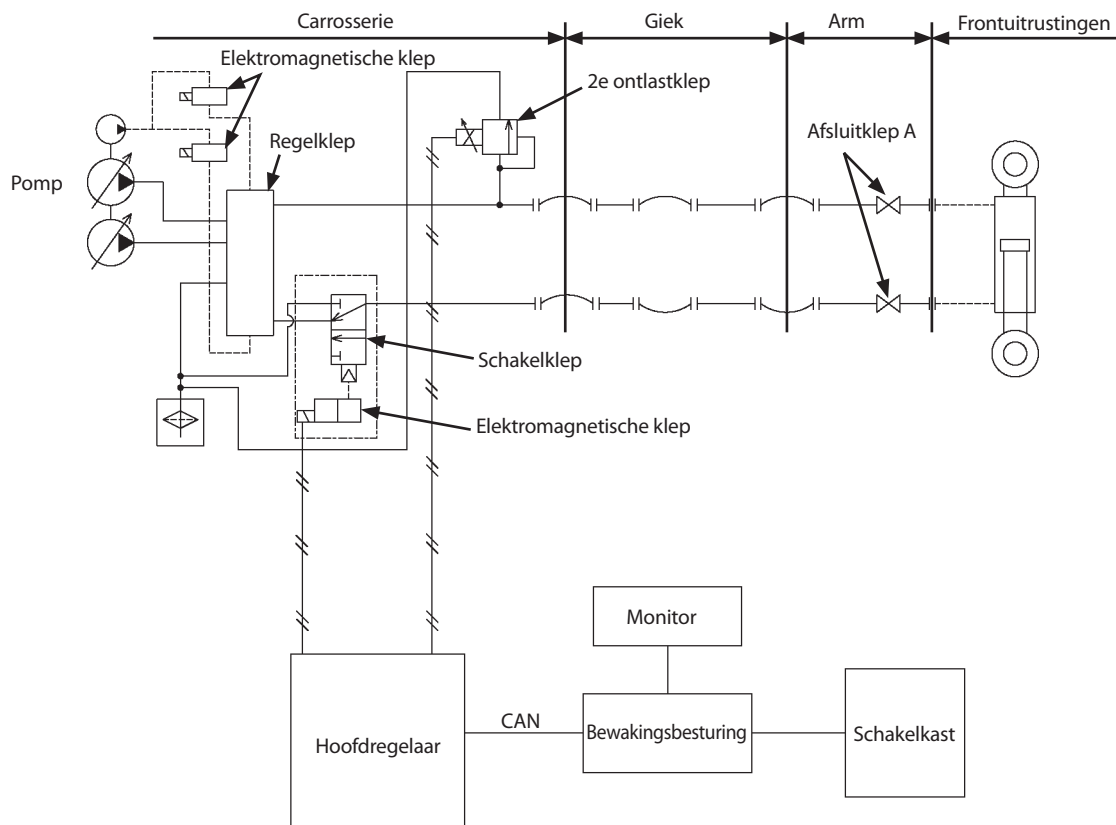 Carrosserie
Giek
Arm
Frontuitrustingen
Elektromagnetische klep
2e ontlastklep
Afsluitklep A
Regelklep
Pomp
Schakelklep
Elektromagnetische klep
Monitor
CAN
Hoofdregelaar
Bewakingsbesturing
Schakelkast